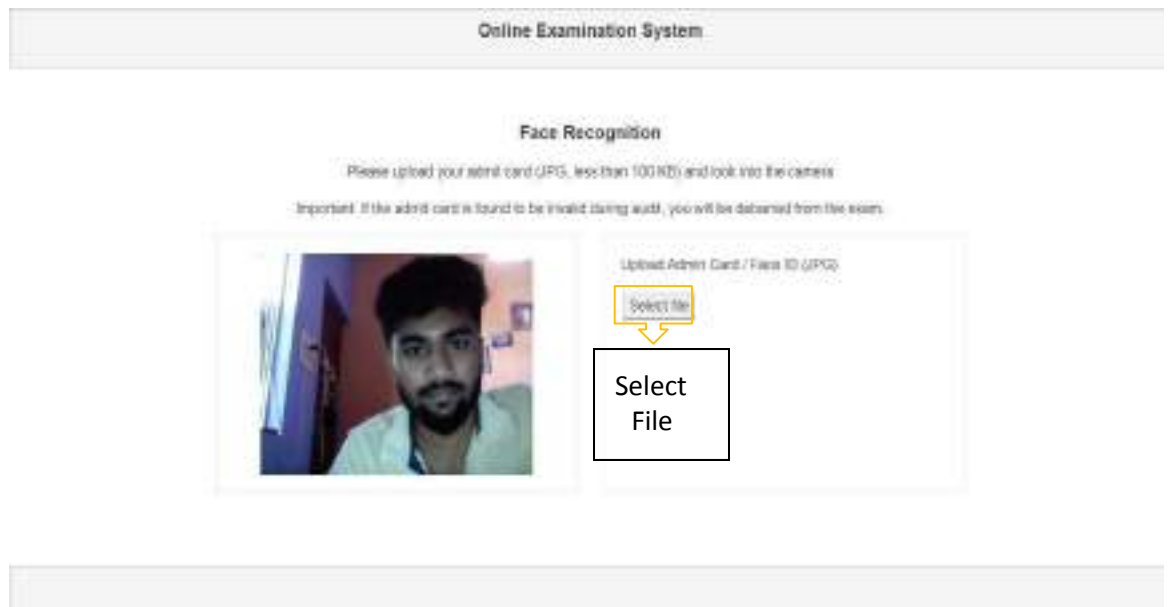 Online Examination System
Face Recognition
Please upload your admit card (JPG, less than 100 KB) and look into the camera
Important: If the admit card is found to be invalid during audit, you will be debarred from the exam.
Upload Admin Card / Face ID (JPG)
Select file
Select
File